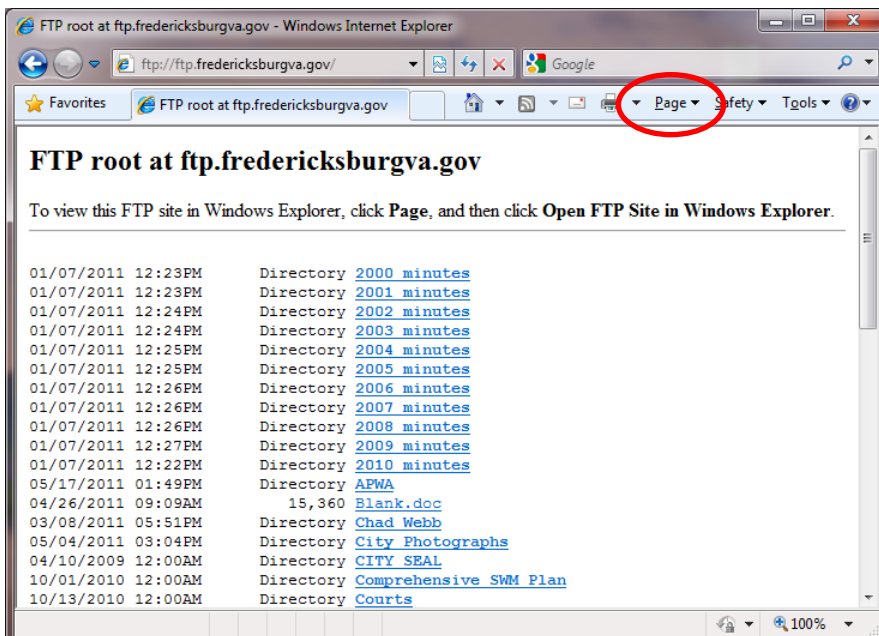 FTP root at ftp.fredericksburgva.gov - Windows Internet Explorer
ftp://ftp.fredericksburgva.gov/ Google
Favorites FTP root at ftp.fredericksburgva.gov Page Safety Tools
FTP root at ftp.fredericksburgva.gov
To view this FTP site in Windows Explorer, click Page, and then click Open FTP Site in Windows Explorer.
01/07/2011 12:23PM Directory 2000 minutes
01/07/2011 12:23PM Directory 2001 minutes
01/07/2011 12:24PM Directory 2002 minutes
01/07/2011 12:24PM Directory 2003 minutes
01/07/2011 12:25PM Directory 2004 minutes
01/07/2011 12:25PM Directory 2005 minutes
01/07/2011 12:26PM Directory 2006 minutes
01/07/2011 12:26PM Directory 2007 minutes
01/07/2011 12:26PM Directory 2008 minutes
01/07/2011 12:27PM Directory 2009 minutes
01/07/2011 12:22PM Directory 2010 minutes
05/17/2011 01:49PM Directory APWA
04/26/2011 09:09AM 15,360 Blank.doc
03/08/2011 05:51PM Directory Chad Webb
05/04/2011 03:04PM Directory City Photographs
04/10/2009 12:00AM Directory CITY SEAL
10/01/2010 12:00AM Directory Comprehensive SWM Plan
10/13/2010 12:00AM Directory Courts
100%